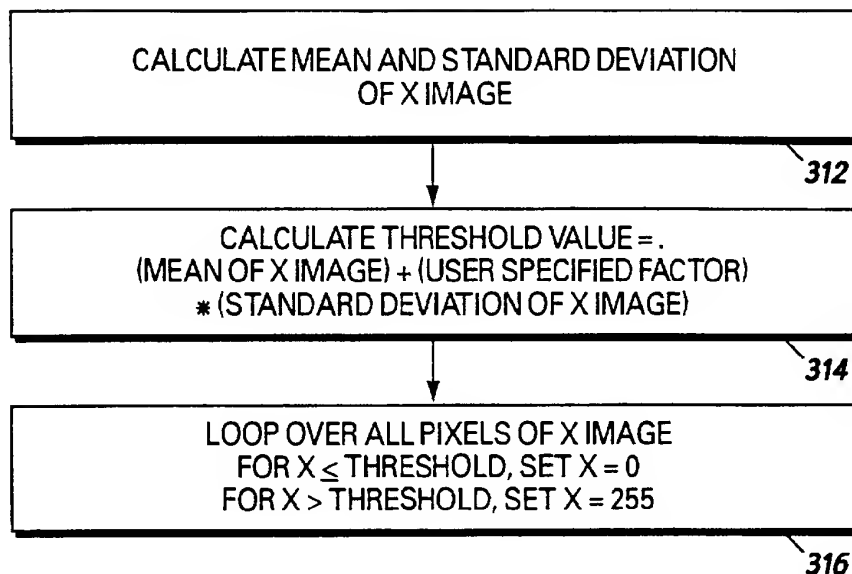 CALCULATE MEAN AND STANDARD DEVIATION
OF X IMAGE
312
CALCULATE THRESHOLD VALUE = .
(MEAN OF X IMAGE) + (USER SPECIFIED FACTOR)
* (STANDARD DEVIATION OF X IMAGE)
314
LOOP OVER ALL PIXELS OF X IMAGE
FOR X ≤ THRESHOLD, SET X = 0
FOR X > THRESHOLD, SET X = 255
316